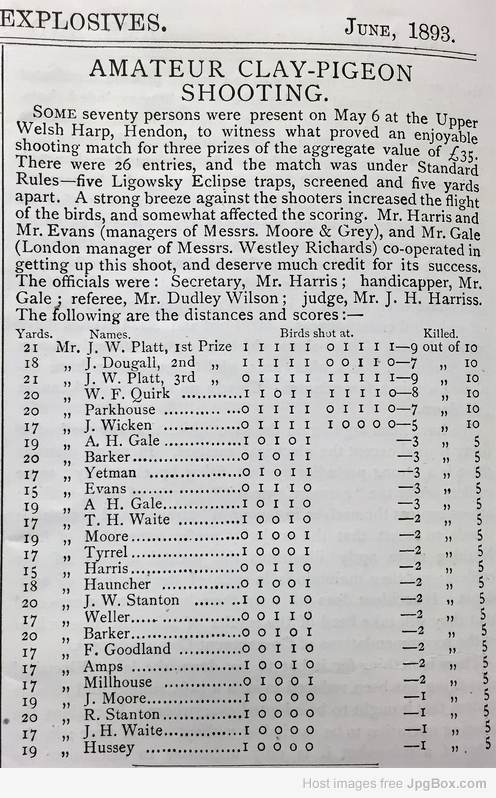 EXPLOSIVES. JUNE, 1893.
AMATEUR CLAY-PIGEON
SHOOTING.
SOME seventy persons were present on May 6 at the Upper
Welsh Harp, Hendon, to witness what proved an enjoyable
shooting match for three prizes of the aggregate value of £35.
There were 26 entries, and the match was under Standard
Rules—five Ligowsky Eclipse traps, screened and five yards
apart. A strong breeze against the shooters increased the flight
of the birds, and somewhat affected the scoring. Mr. Harris and
Mr. Evans (managers of Messrs. Moore & Grey), and Mr. Gale
(London manager of Messrs. Westley Richards) co-operated in
getting up this shoot, and deserve much credit for its success.
The officials were: Secretary, Mr. Harris; handicapper, Mr.
Gale; referee, Mr. Dudley Wilson; judge, Mr. J. H. Harriss.
The following are the distances and scores:—
Yards. Names. Birds shot at. Killed.
21 Mr. J. W. Platt, 1st Prize 1 1 1 1 1 0 1 1 1 1—9 out of 10
18 „ J. Dougall, 2nd „ 1 1 1 1 1 0 0 1 1 0—7 „ 10
21 „ J. W. Platt, 3rd „ 0 1 1 1 1 1 1 1 1 1—9 „ 10
20 „ W. F. Quirk ............1 1 0 1 1 1 1 1 1 0—8 „ 10
20 „ Parkhouse ............0 1 1 1 1 0 1 1 1 0—7 „ 10
17 „ J. Wicken ............0 1 1 1 1 1 0 0 0 0—5 „ 10
19 „ A. H. Gale...............1 0 1 0 1 —3 „ 5
20 „ Barker.....................0 1 0 1 1 —3 „ 5
17 „ Yetman ..................0 1 0 1 1 —3 „ 5
15 „ Evans .....................0 1 1 1 0 —3 „ 5
19 „ A H. Gale...............0 1 1 1 0 —3 „ 5
17 „ T. H. Waite ............1 0 0 1 0 —2 „ 5
19 „ Moore.....................0 1 0 0 1 —2 „ 5
17 „ Tyrrel .....................1 0 0 0 1 —2 „ 5
15 „ Harris.....................0 0 1 1 0 —2 „ 5
18 „ Hauncher ...............0 1 0 0 1 —2 „ 5
20 „ J. W. Stanton .........1 0 0 1 0 —2 „ 5
17 „ Weller.....................0 0 1 1 0 —2 „ 5
20 „ Barker.....................0 0 1 0 1 —2 „ 5
17 „ F. Goodland ............0 0 1 1 0 —2 „ 5
17 „ Amps .....................1 0 0 1 0 —2 „ 5
17 „ Millhouse ...............0 1 0 0 1 —2 „ 5
19 „ J. Moore..................1 0 0 0 0 —1 „ 5
20 „ R. Stanton...............1 0 0 0 0 —1 „ 5
17 „ J. H. Waite...............1 0 0 0 0 —1 „ 5
19 „ Hussey ..................1 0 0 0 0 —1 „ 5
Host images free JpgBox.com